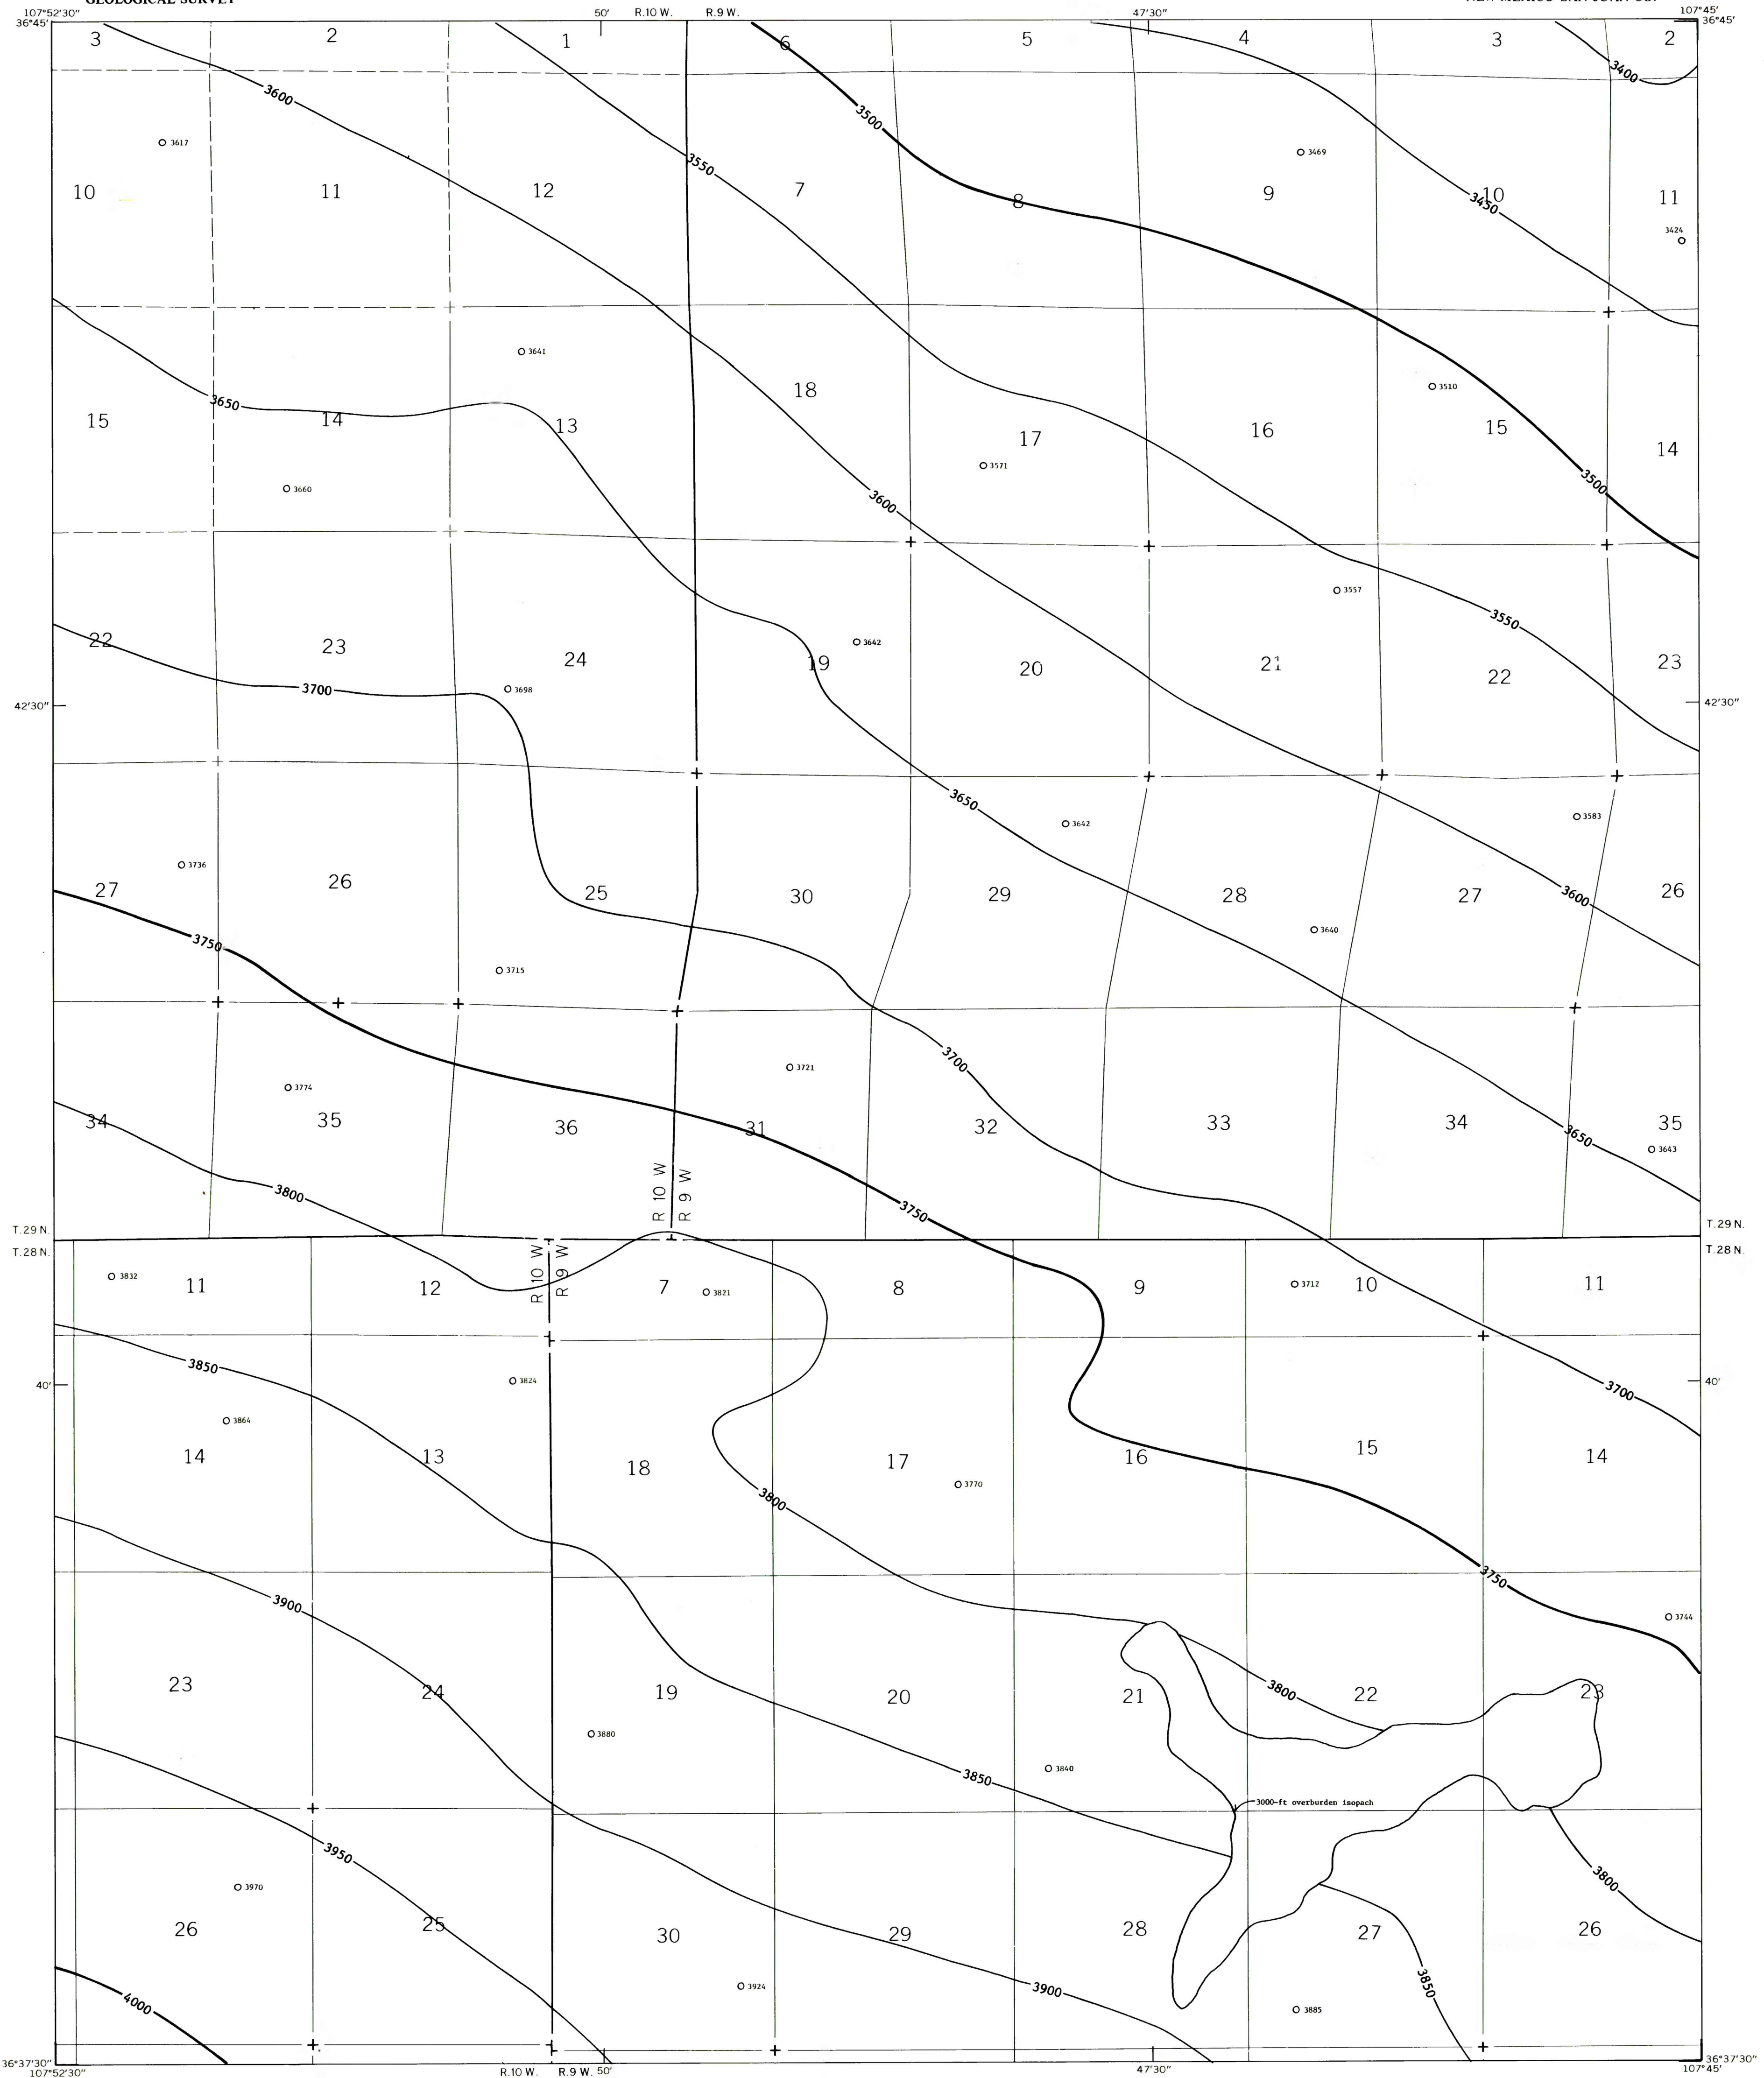 GEOLOGICAL SURVEY
107°52'30" 50' R.10 W. R.9 W. 47'30" 107°45'
36°45' 36°45'
3 2 1 6 5 4 3 2
3400
3600
3500
3617 3469
3550
10 11 12 7 8 9 10 11
3450
3424
3641
18 3510
3650
15 14 13 17 16 15 14
3571
3660 3500
3600
3557
3550
22 23 24 3642
19 20 21 22 23
3700 3698
42'30" 42'30"
3650
3642 3583
3736
27 26 25 30 29 28 27 26
3600
3640
3750
3715
3700
3721
3774
34 35 36 31 32 33 34 35
3650
3643
R 10 W R 9 W
3800
3750
T.29 N. T.29 N.
T.28 N. T.28 N.
R 10 W R 9 W
3832
11 12 7 8 9 3712 10 11
3821
3850
40' 3824 40'
3700
3864
14 13 18 17 16 15 14
3770
3800
3750
3900
3744
23 24 19 20 21 22 23
3800
3880
3840
3850
3000-ft overburden isopach
3950
3800
3970
26 25 30 29 28 27 26
3924
3900
3850
4000
3885
36°37'30" 36°37'30"
107°52'30" R.10 W. R.9 W. 50' 47'30" 107°45'